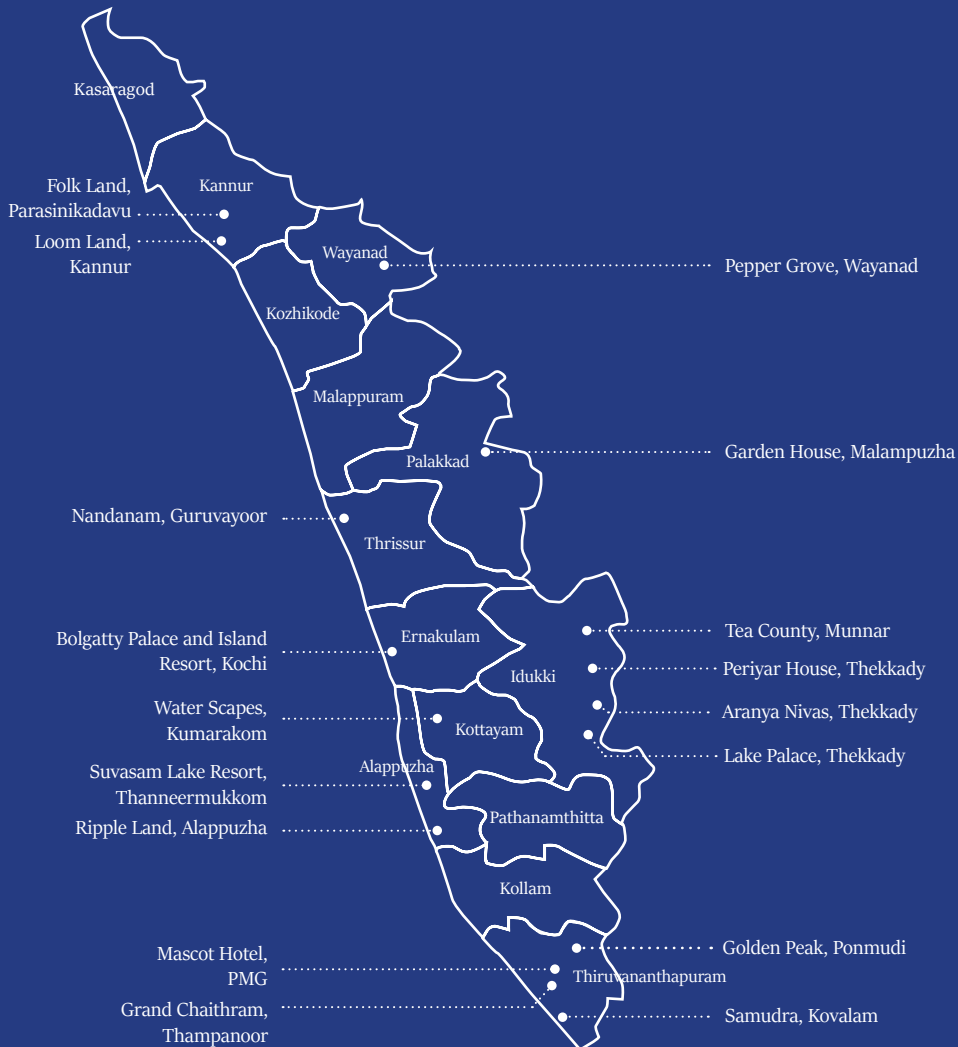 Kasaragod
Folk Land,
Parasinikadavu
Kannur
Loom Land,
Kannur
Wayanad
Pepper Grove, Wayanad
Kozhikode
Malappuram
Palakkad
Garden House, Malampuzha
Nandanam, Guruvayoor
Thrissur
Bolgatty Palace and Island
Resort, Kochi
Ernakulam
Tea County, Munnar
Idukki
Periyar House, Thekkady
Water Scapes,
Kumarakom
Kottayam
Aranya Nivas, Thekkady
Lake Palace, Thekkady
Alappuzha
Suvasam Lake Resort,
Thanneermukkom
Ripple Land, Alappuzha
Pathanamthitta
Kollam
Mascot Hotel,
PMG
Golden Peak, Ponmudi
Thiruvananthapuram
Grand Chaithram,
Thampanoor
Samudra, Kovalam